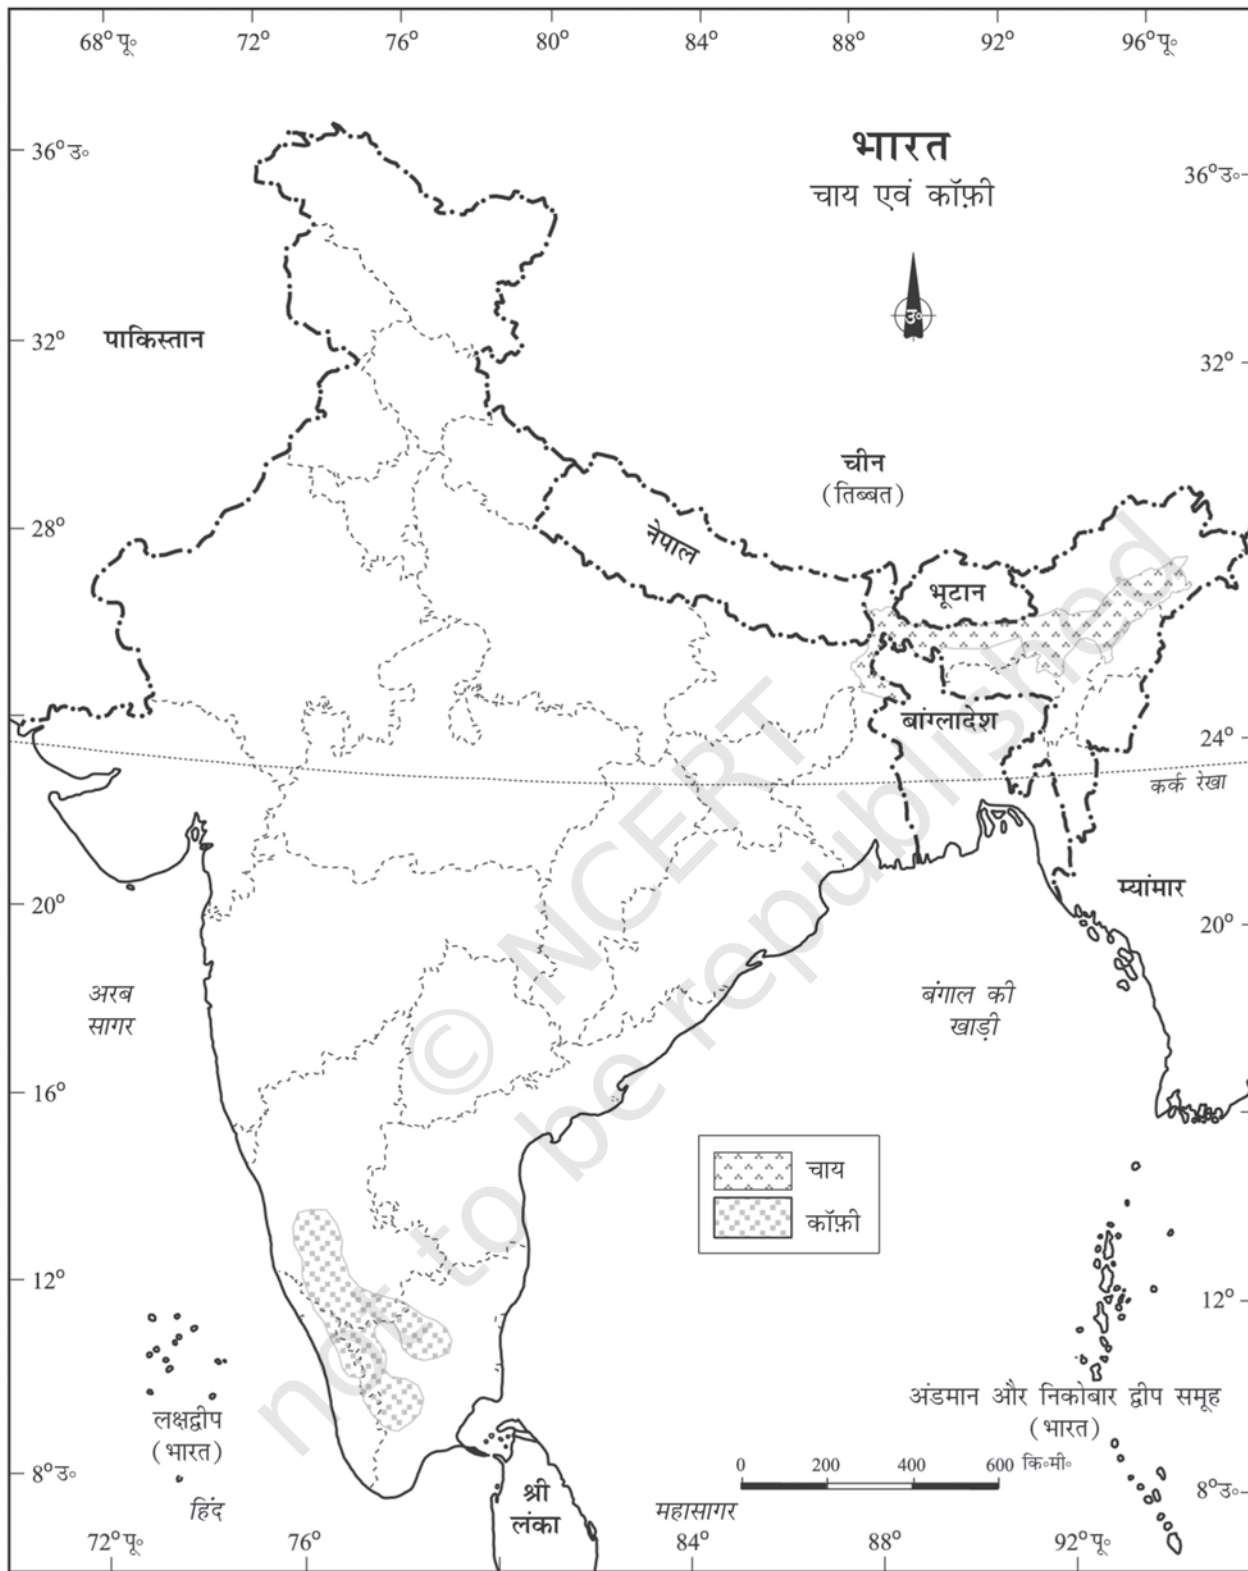 68° पू॰ 72° 76° 80° 84° 88° 92° 96° पू॰
भारत
चाय एवं कॉफ़ी
36° उ॰ 36° उ॰
उ॰
पाकिस्तान
32° 32°
चीन
(तिब्बत)
28°
नेपाल
भूटान
बांग्लादेश
24°
कर्क रेखा
म्यांमार
20° 20°
अरब
सागर
बंगाल की
खाड़ी
16°
चाय
कॉफ़ी
12° 12°
लक्षद्वीप
(भारत)
अंडमान और निकोबार द्वीप समूह
(भारत)
0 200 400 600 कि॰मी॰
8° उ॰ 8° उ॰
हिंद
महासागर
श्री
लंका
72° पू॰ 76° 84° 88° 92° पू॰
© NCERT
not to be republished